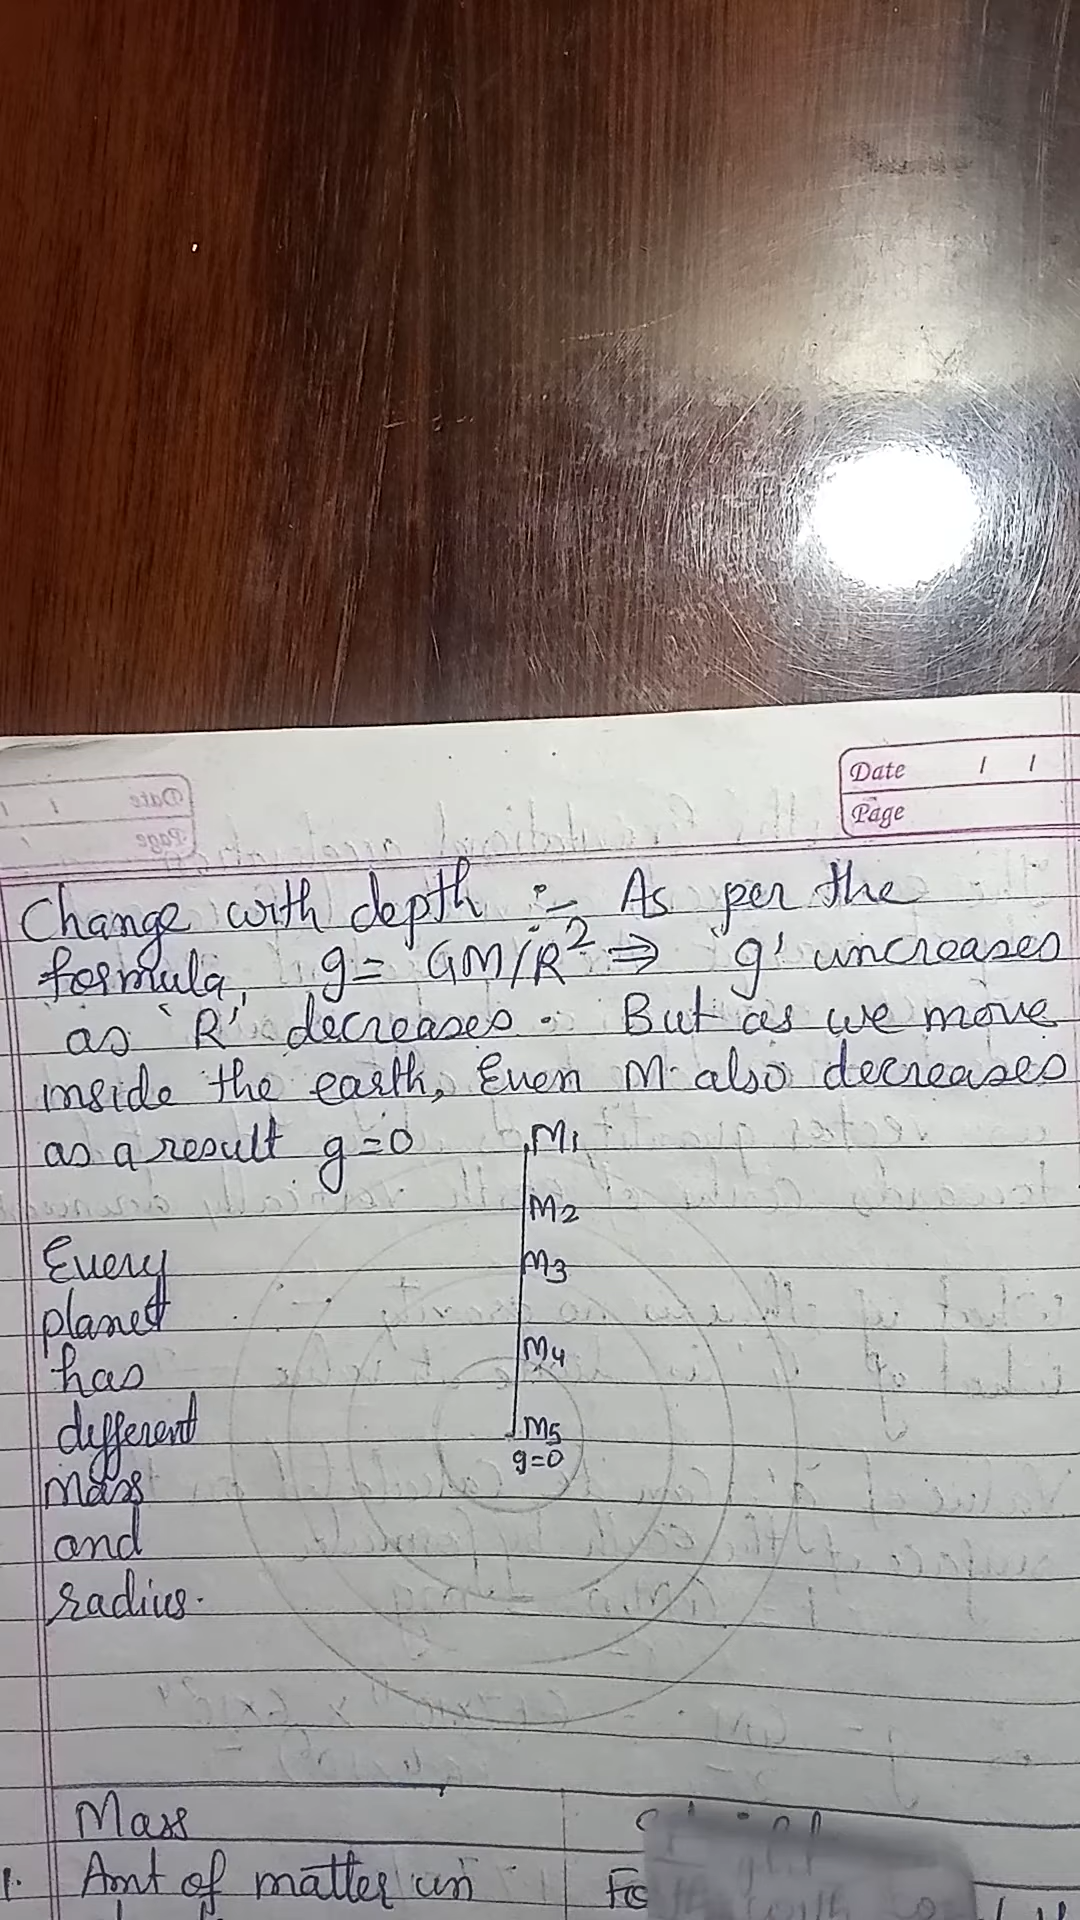 Date / /
Page
Change with depth :- As per the
formula, g = GM/R² ⇒ 'g' increases
as 'R' decreases. But as we move
inside the earth, Even M also decreases
as a result g=0
M1
M2
M3
M4
M5
g=0
Every
planet
has
different
Mass
and
radius.
Mass
1. Amt of matter in